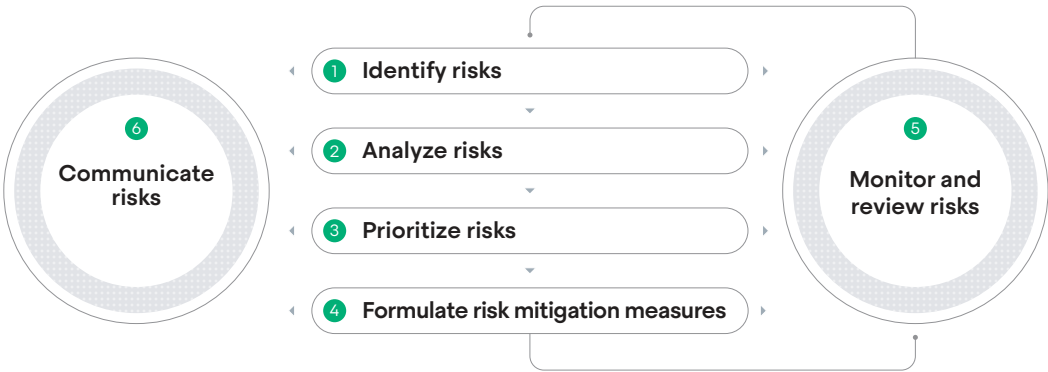 1 Identify risks
2 Analyze risks
3 Prioritize risks
4 Formulate risk mitigation measures
5
Monitor and
review risks
6
Communicate
risks